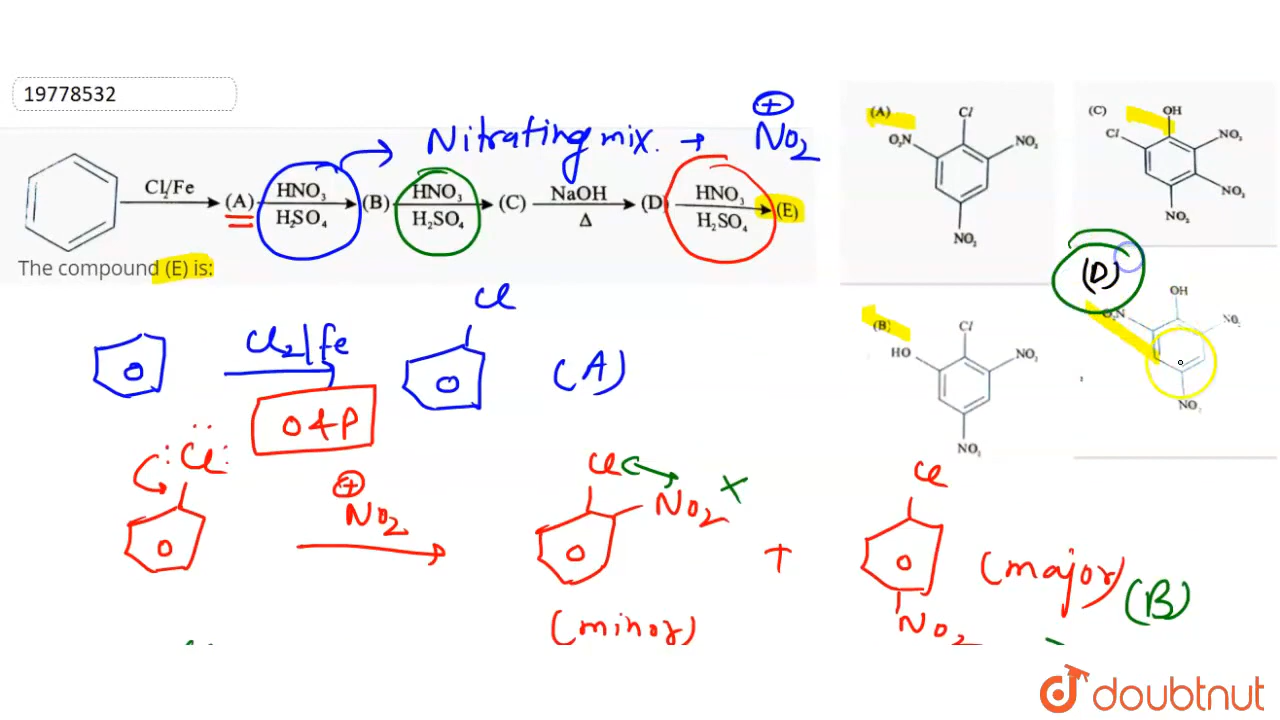 19778532
Nitrating mix. → NO2 +
Cl2/Fe (A) HNO3 H2SO4 (B) HNO3 H2SO4 (C) NaOH Δ (D) HNO3 H2SO4 (E)
The compound (E) is:
(A) Cl O2N NO2 NO2
(C) OH Cl NO2 NO2 NO2
(B) Cl HO NO2 NO2
(D) OH O2N NO2 NO2
Cl2/Fe Cl (A)
O & P
Cl NO2 +
Cl NO2 X (minor)
+
Cl NO2 (major) (B)
doubtnut